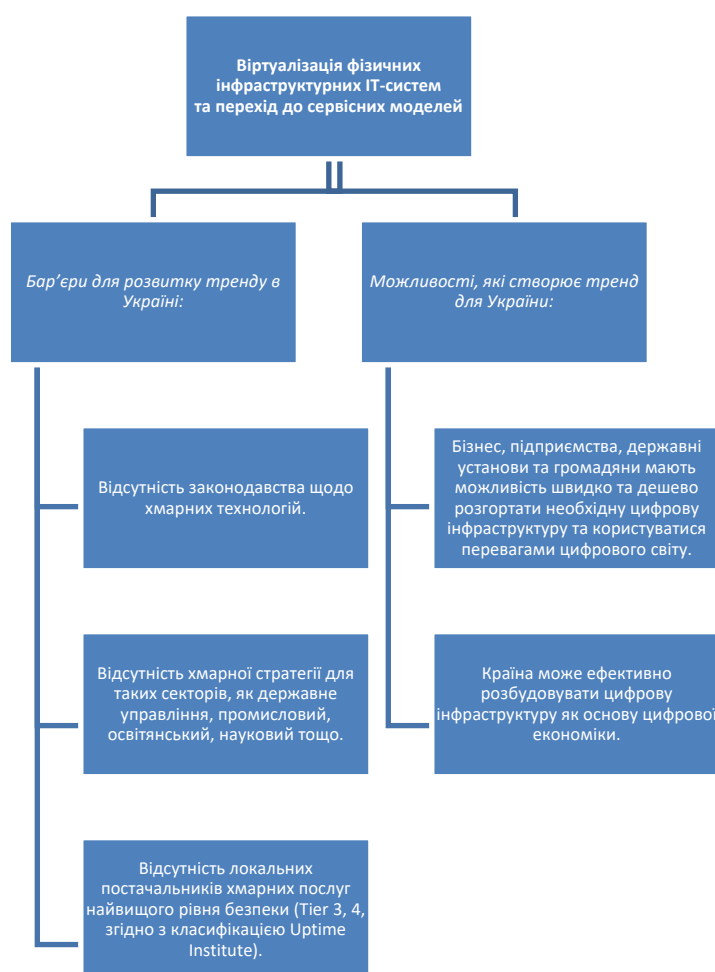 Віртуалізація фізичних
інфраструктурних ІТ-систем
та перехід до сервісних моделей
Бар’єри для розвитку тренду в
Україні:
Можливості, які створює тренд
для України:
Відсутність законодавства щодо
хмарних технологій.
Бізнес, підприємства, державні
установи та громадяни мають
можливість швидко та дешево
розгортати необхідну цифрову
інфраструктуру та користуватися
перевагами цифрового світу.
Відсутність хмарної стратегії для
таких секторів, як державне
управління, промисловий,
освітянський, науковий тощо.
Країна може ефективно
розбудовувати цифрову
інфраструктуру як основу цифрової
економіки.
Відсутність локальних
постачальників хмарних послуг
найвищого рівня безпеки (Tier 3, 4,
згідно з класифікацією Uptime
Institute).